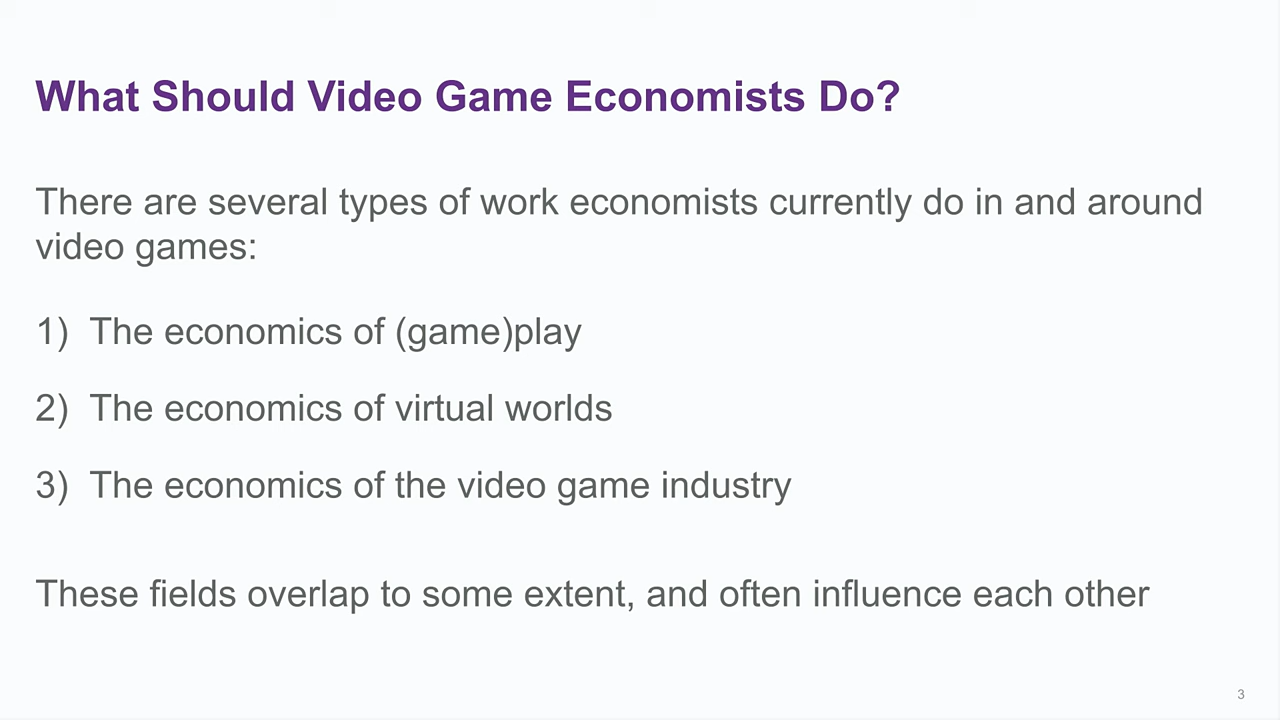 What Should Video Game Economists Do?
There are several types of work economists currently do in and around
video games:
1) The economics of (game)play
2) The economics of virtual worlds
3) The economics of the video game industry
These fields overlap to some extent, and often influence each other
3